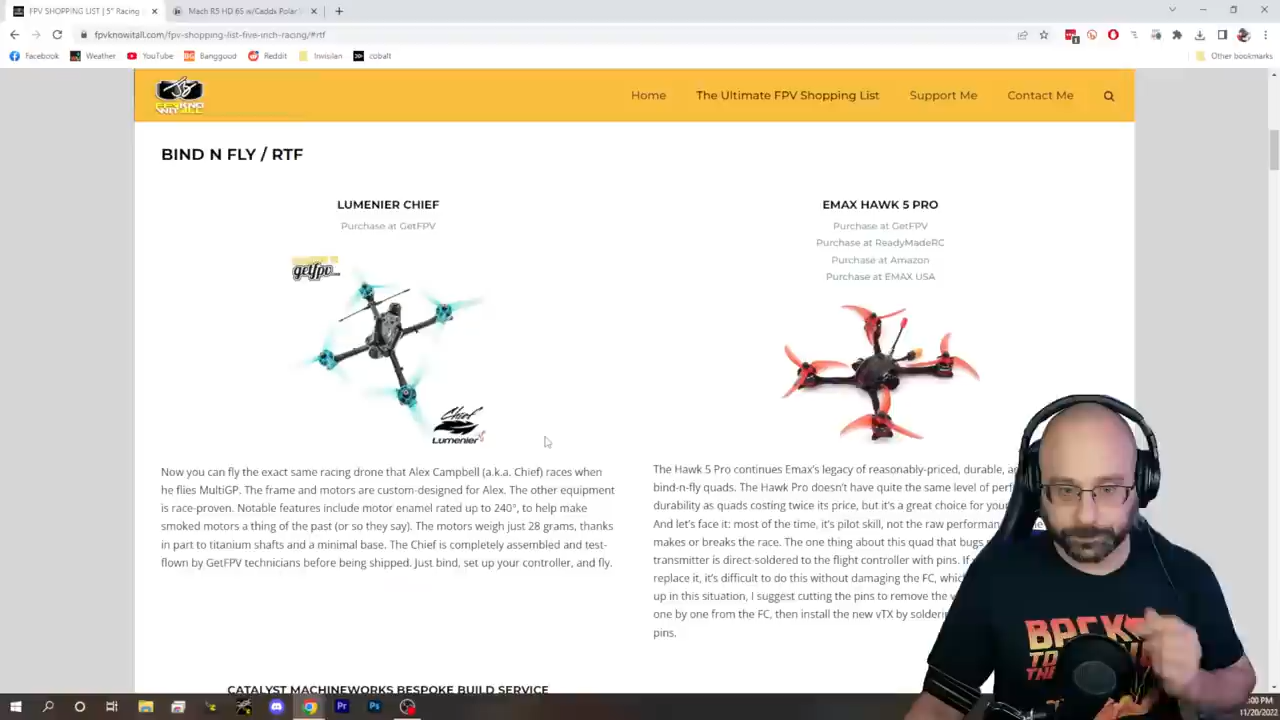 FPV SHOPPING LIST | 5" Racing
Mach R5 HD 6S w/Caddx Polar
fpvknowitall.com/fpv-shopping-list-five-inch-racing/#rtf
Facebook
Weather
YouTube
Banggood
Reddit
Invisilan
cobalt
Other bookmarks
Home
The Ultimate FPV Shopping List
Support Me
Contact Me
BIND N FLY / RTF
LUMENIER CHIEF
Purchase at GetFPV
getfpv
Chief
Lumenier
Now you can fly the exact same racing drone that Alex Campbell (a.k.a. Chief) races when
he flies MultiGP. The frame and motors are custom-designed for Alex. The other equipment
is race-proven. Notable features include motor enamel rated up to 240°, to help make
smoked motors a thing of the past (or so they say). The motors weigh just 28 grams, thanks
in part to titanium shafts and a minimal base. The Chief is completely assembled and test-
flown by GetFPV technicians before being shipped. Just bind, set up your controller, and fly.
EMAX HAWK 5 PRO
Purchase at GetFPV
Purchase at ReadyMadeRC
Purchase at Amazon
Purchase at EMAX USA
The Hawk 5 Pro continues Emax's legacy of reasonably-priced, durable,
bind-n-fly quads. The Hawk Pro doesn't have quite the same level of
durability as quads costing twice its price, but it's a great choice for
And let's face it: most of the time, it's pilot skill, not the raw
makes or breaks the race. The one thing about this quad that bugs
transmitter is direct-soldered to the flight controller with pins. If
replace it, it's difficult to do this without damaging the FC,
up in this situation, I suggest cutting the pins to remove the
one by one from the FC, then install the new vTX by
pins.
CATALYST MACHINEWORKS BESPOKE BUILD SERVICE
BACK
TO
THE
11/20/2022